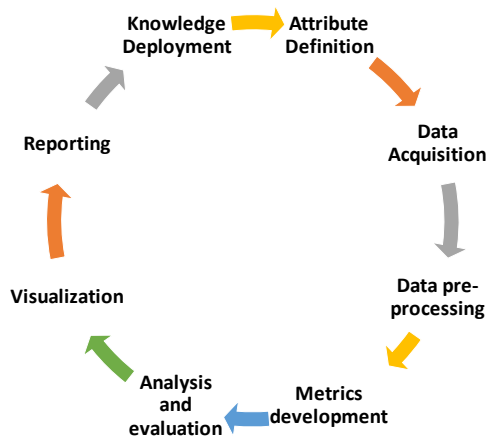 Knowledge
Deployment
Attribute
Definition
Data
Acquisition
Data pre-
processing
Metrics
development
Analysis
and
evaluation
Visualization
Reporting